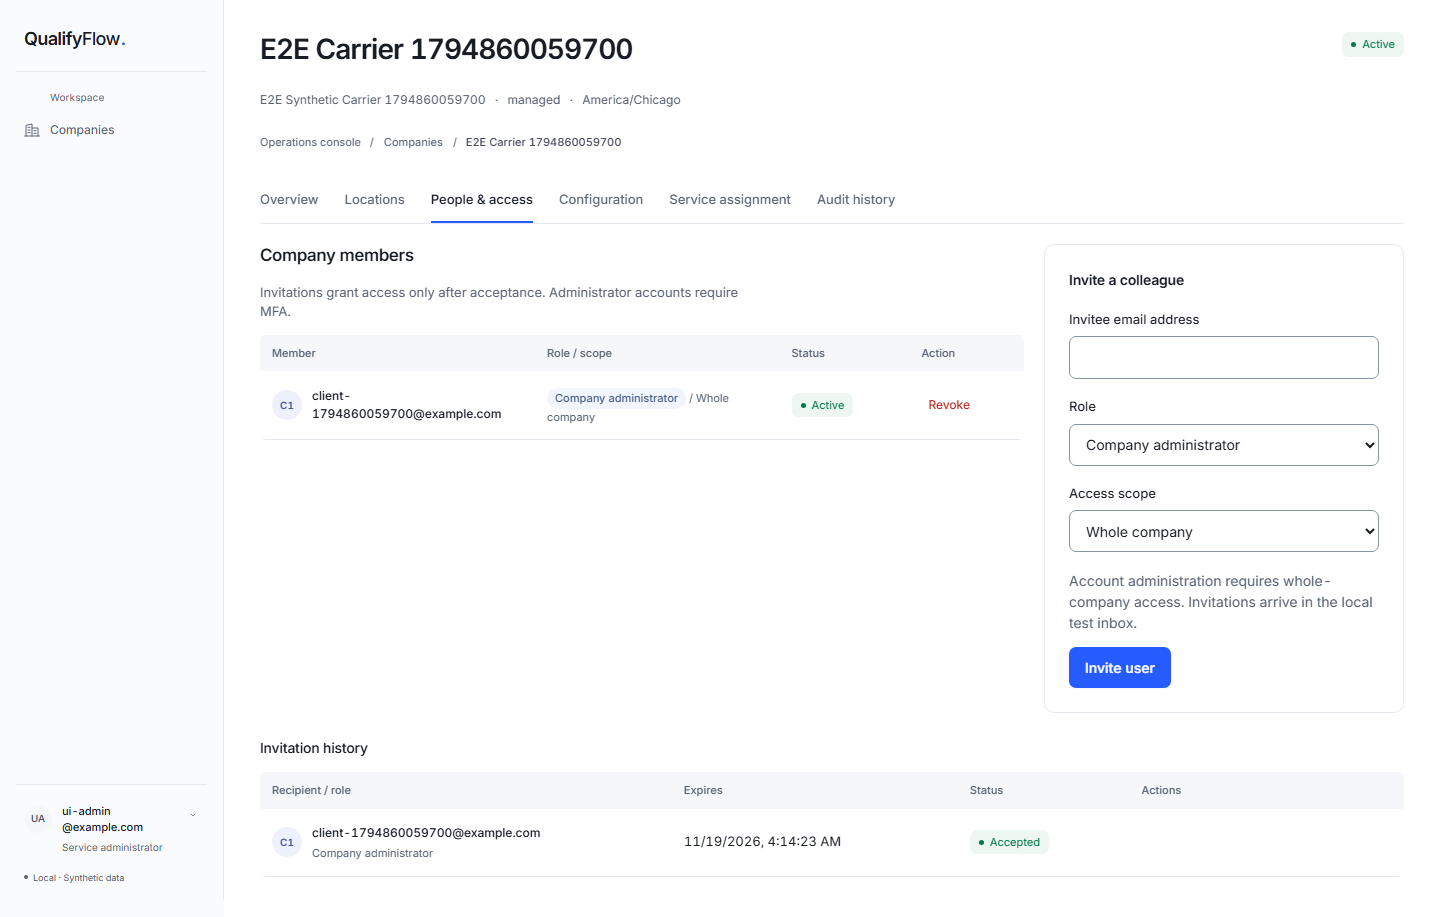 QualifyFlow.
Workspace
Companies
ui-admin
@example.com
UA
Service administrator
Local · Synthetic data
E2E Carrier 1794860059700
Active
E2E Synthetic Carrier 1794860059700 · managed · America/Chicago
Operations console / Companies / E2E Carrier 1794860059700
Overview Locations People & access Configuration Service assignment Audit history
Company members
Invitations grant access only after acceptance. Administrator accounts require
MFA.
Member Role / scope Status Action
C1 client-
1794860059700@example.com
Company administrator / Whole
company
Active
Revoke
Invite a colleague
Invitee email address
Role
Company administrator
Access scope
Whole company
Account administration requires whole-
company access. Invitations arrive in the local
test inbox.
Invite user
Invitation history
Recipient / role Expires Status Actions
C1 client-1794860059700@example.com
Company administrator
11/19/2026, 4:14:23 AM
Accepted